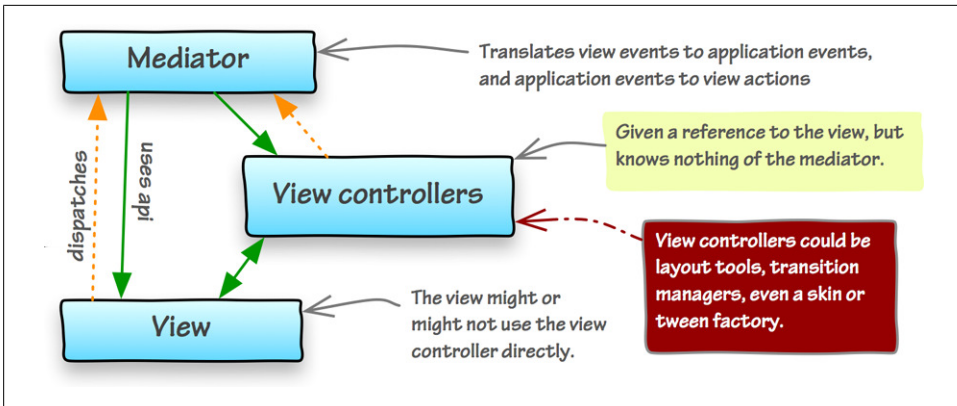 Mediator
Translates view events to application events,
and application events to view actions
dispatches
uses api
Given a reference to the view, but
knows nothing of the mediator.
View controllers
View controllers could be
layout tools, transition
managers, even a skin or
tween factory.
View
The view might or
might not use the view
controller directly.